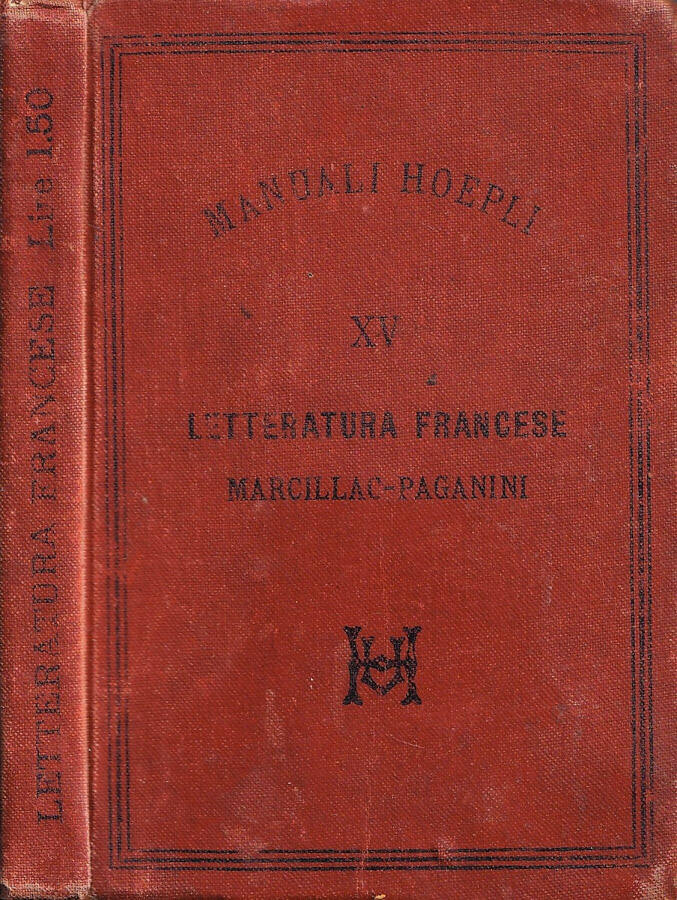 LETTERATURA FRANCESE Lire 1.50
MANUALI HOEPLI
XV
LETTERATURA FRANCESE
MARCILLAC-PAGANINI